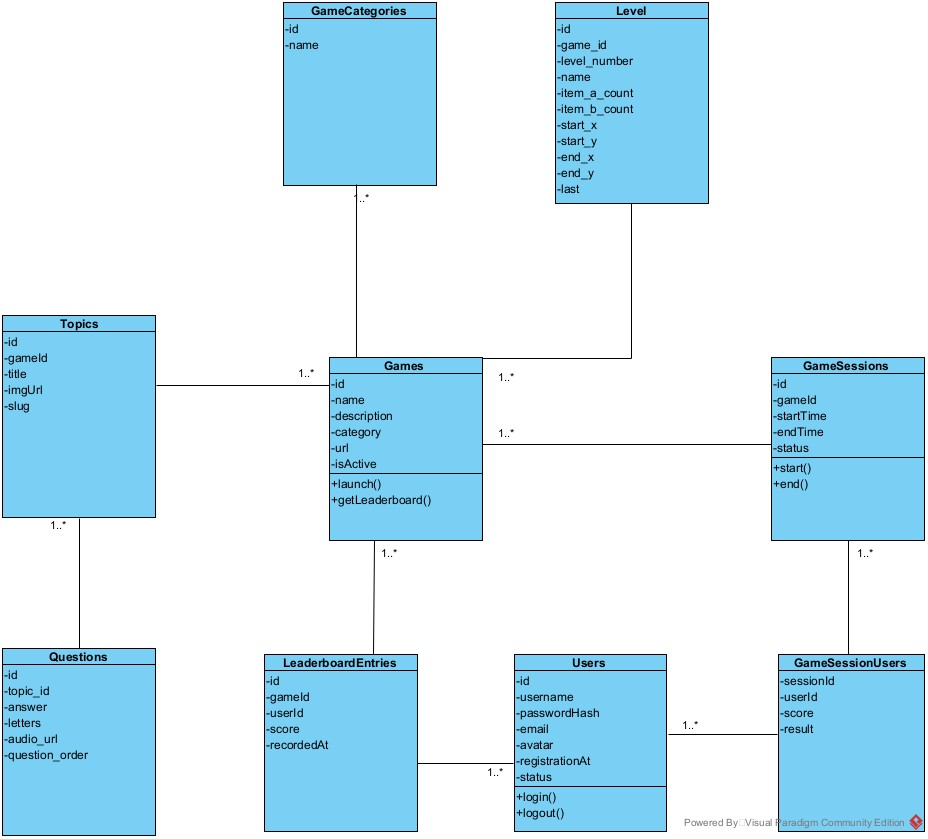 GameCategories
-id
-name
1..*
Level
-id
-game_id
-level_number
-name
-item_a_count
-item_b_count
-start_x
-start_y
-end_x
-end_y
-last
Topics
-id
-gameId
-title
-imgUrl
-slug
1..*
1..*
Games
-id
-name
-description
-category
-url
-isActive
+launch()
+getLeaderboard()
1..*
1..*
1..*
GameSessions
-id
-gameId
-startTime
-endTime
-status
+start()
+end()
1..*
Questions
-id
-topic_id
-answer
-letters
-audio_url
-question_order
LeaderboardEntries
-id
-gameId
-userId
-score
-recordedAt
1..*
Users
-id
-username
-passwordHash
-email
-avatar
-registrationAt
-status
+login()
+logout()
1..*
GameSessionUsers
-sessionId
-userId
-score
-result
Powered By Visual Paradigm Community Edition